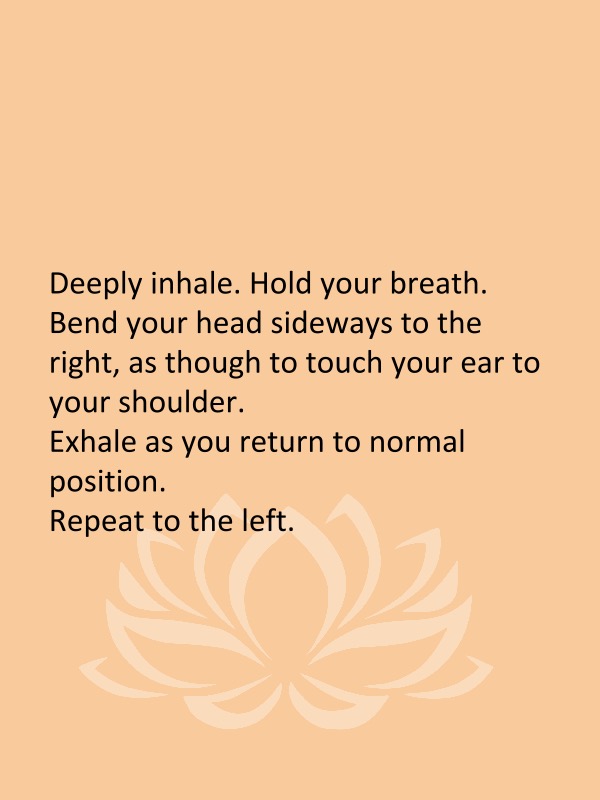 Deeply inhale. Hold your breath.
Bend your head sideways to the
right, as though to touch your ear to
your shoulder.
Exhale as you return to normal
position.
Repeat to the left.